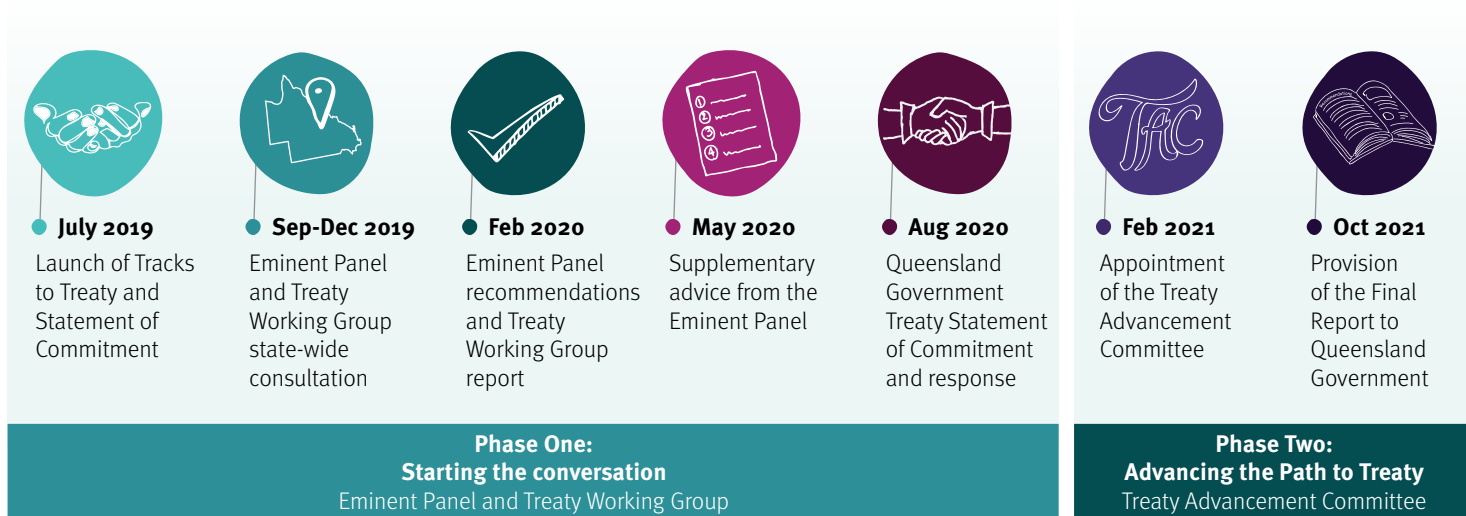 1
2
3
4
TAC
July 2019
Launch of Tracks
to Treaty and
Statement of
Commitment
Sep-Dec 2019
Eminent Panel
and Treaty
Working Group
state-wide
consultation
Feb 2020
Eminent Panel
recommendations
and Treaty
Working Group
report
May 2020
Supplementary
advice from the
Eminent Panel
Aug 2020
Queensland
Government
Treaty Statement
of Commitment
and response
Feb 2021
Appointment
of the Treaty
Advancement
Committee
Oct 2021
Provision
of the Final
Report to
Queensland
Government
Phase One:
Starting the conversation
Eminent Panel and Treaty Working Group
Phase Two:
Advancing the Path to Treaty
Treaty Advancement Committee